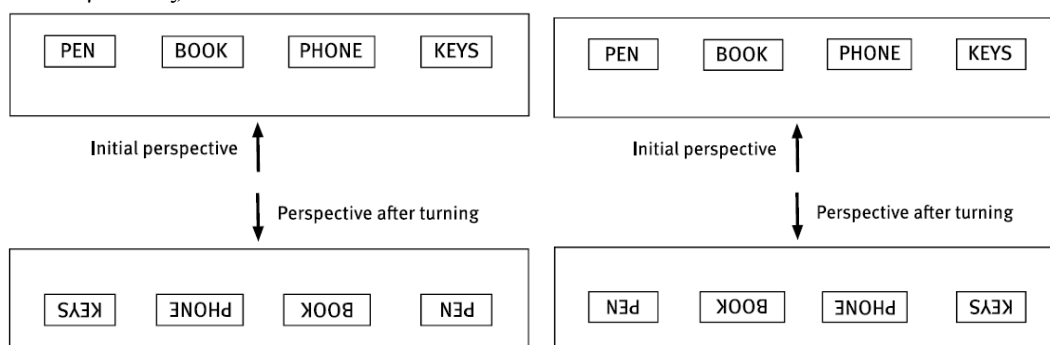 PEN BOOK PHONE KEYS
Initial perspective
Perspective after turning
KEYS PHONE BOOK PEN
PEN BOOK PHONE KEYS
Initial perspective
Perspective after turning
PEN BOOK PHONE KEYS